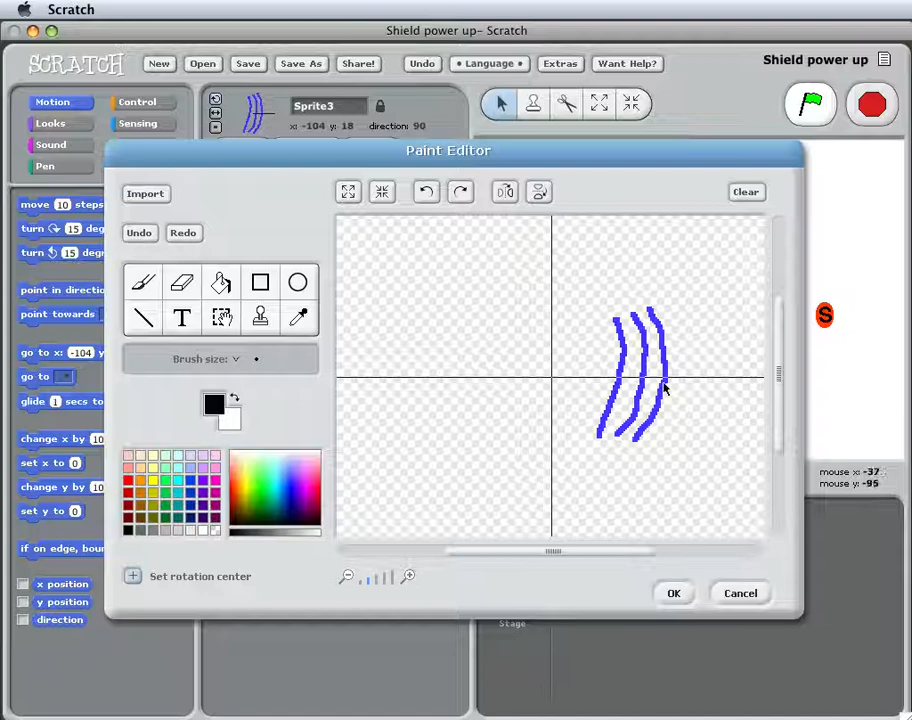 Scratch
Shield power up- Scratch
SCRATCH
New
Open
Save
Save As
Share!
Undo
• Language •
Extras
Want Help?
Shield power up
Motion
Control
Looks
Sensing
Sound
Pen
Sprite3
x: -104 y: 18 direction: 90
Paint Editor
Import
Clear
Undo
Redo
T
Brush size:
Set rotation center
OK
Cancel
move 10 steps
turn 15
turn 15
point in
point towards
go to x: -104 y
go to
glide 1 secs to
change x by 10
set x to 0
change y by 10
set y to 0
if on edge,
x position
y position
direction
S
mouse x: -37
mouse y: -95
Stage